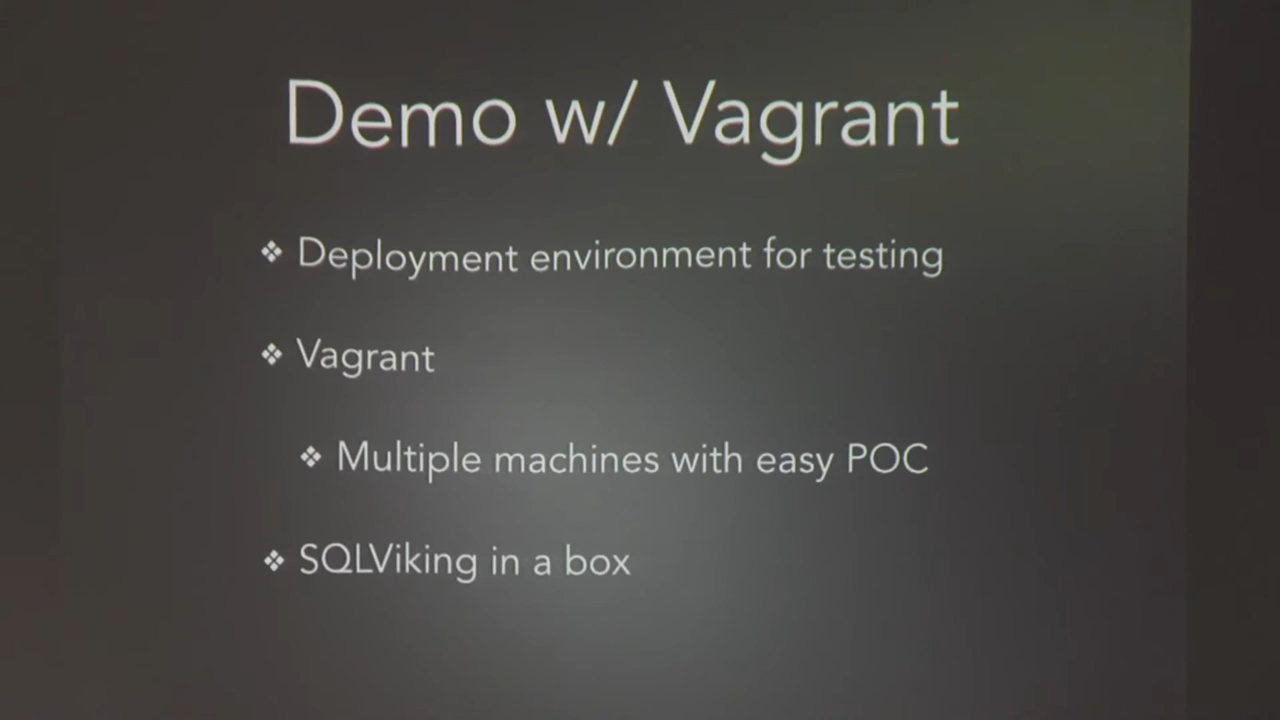 Demo w/ Vagrant
❖ Deployment environment for testing
❖ Vagrant
❖ Multiple machines with easy POC
❖ SQLViking in a box